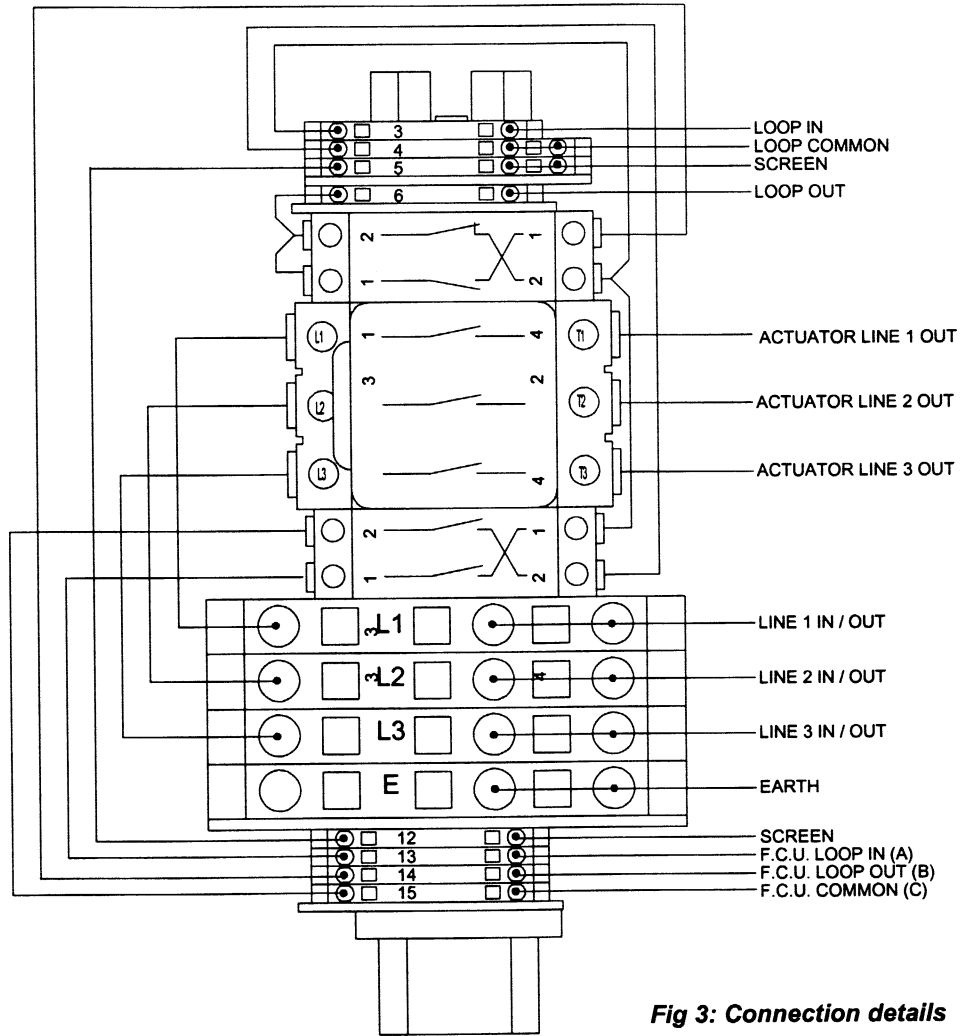 3 LOOP IN
4 LOOP COMMON
5 SCREEN
6 LOOP OUT
2 1
1 2
L1 1 4 T1 ACTUATOR LINE 1 OUT
3 2
L2 T2 ACTUATOR LINE 2 OUT
L3 4 T3 ACTUATOR LINE 3 OUT
2 1
1 2
3 L1 LINE 1 IN / OUT
3 L2 4 LINE 2 IN / OUT
L3 LINE 3 IN / OUT
E EARTH
12 SCREEN
13 F.C.U. LOOP IN (A)
14 F.C.U. LOOP OUT (B)
15 F.C.U. COMMON (C)
Fig 3: Connection details